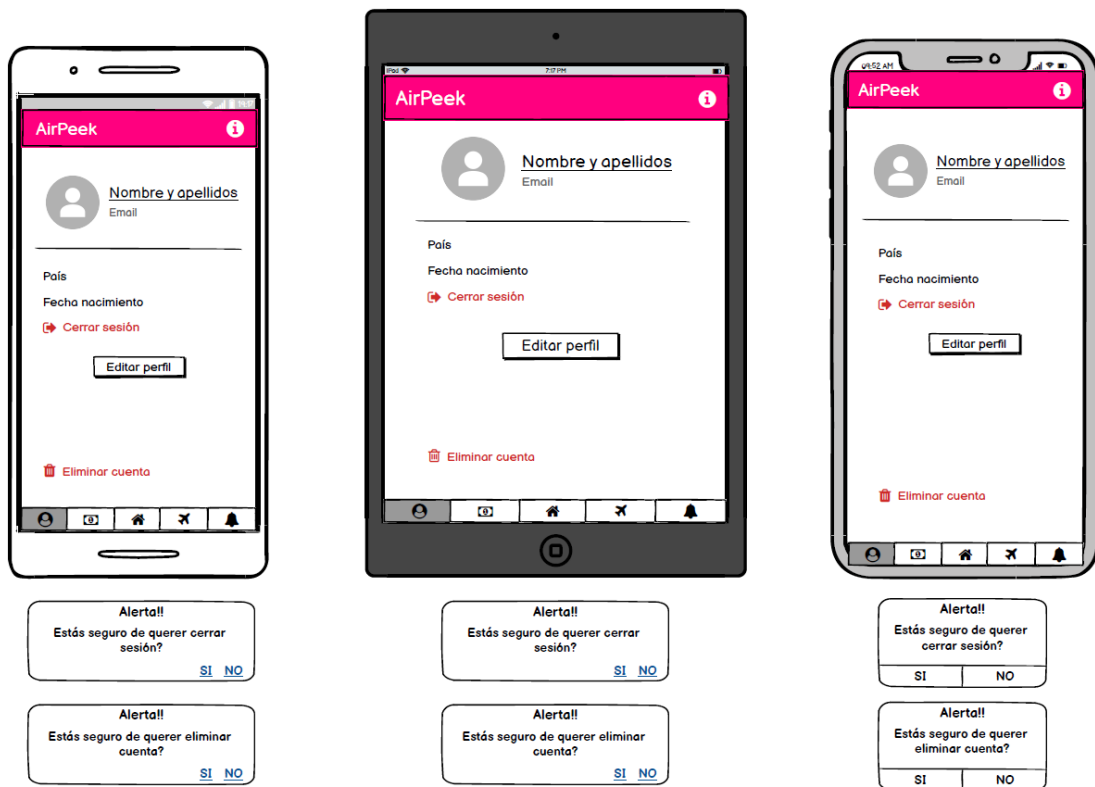 14:17
AirPeek
Nombre y apellidos
Email
País
Fecha nacimiento
Cerrar sesión
Editar perfil
Eliminar cuenta
Alerta!!
Estás seguro de querer cerrar
sesión?
SI NO
Alerta!!
Estás seguro de querer eliminar
cuenta?
SI NO
iPad
7:17 PM
AirPeek
Nombre y apellidos
Email
País
Fecha nacimiento
Cerrar sesión
Editar perfil
Eliminar cuenta
Alerta!!
Estás seguro de querer cerrar
sesión?
SI NO
Alerta!!
Estás seguro de querer eliminar
cuenta?
SI NO
09:52 AM
AirPeek
Nombre y apellidos
Email
País
Fecha nacimiento
Cerrar sesión
Editar perfil
Eliminar cuenta
Alerta!!
Estás seguro de querer
cerrar sesión?
SI NO
Alerta!!
Estás seguro de querer
eliminar cuenta?
SI NO